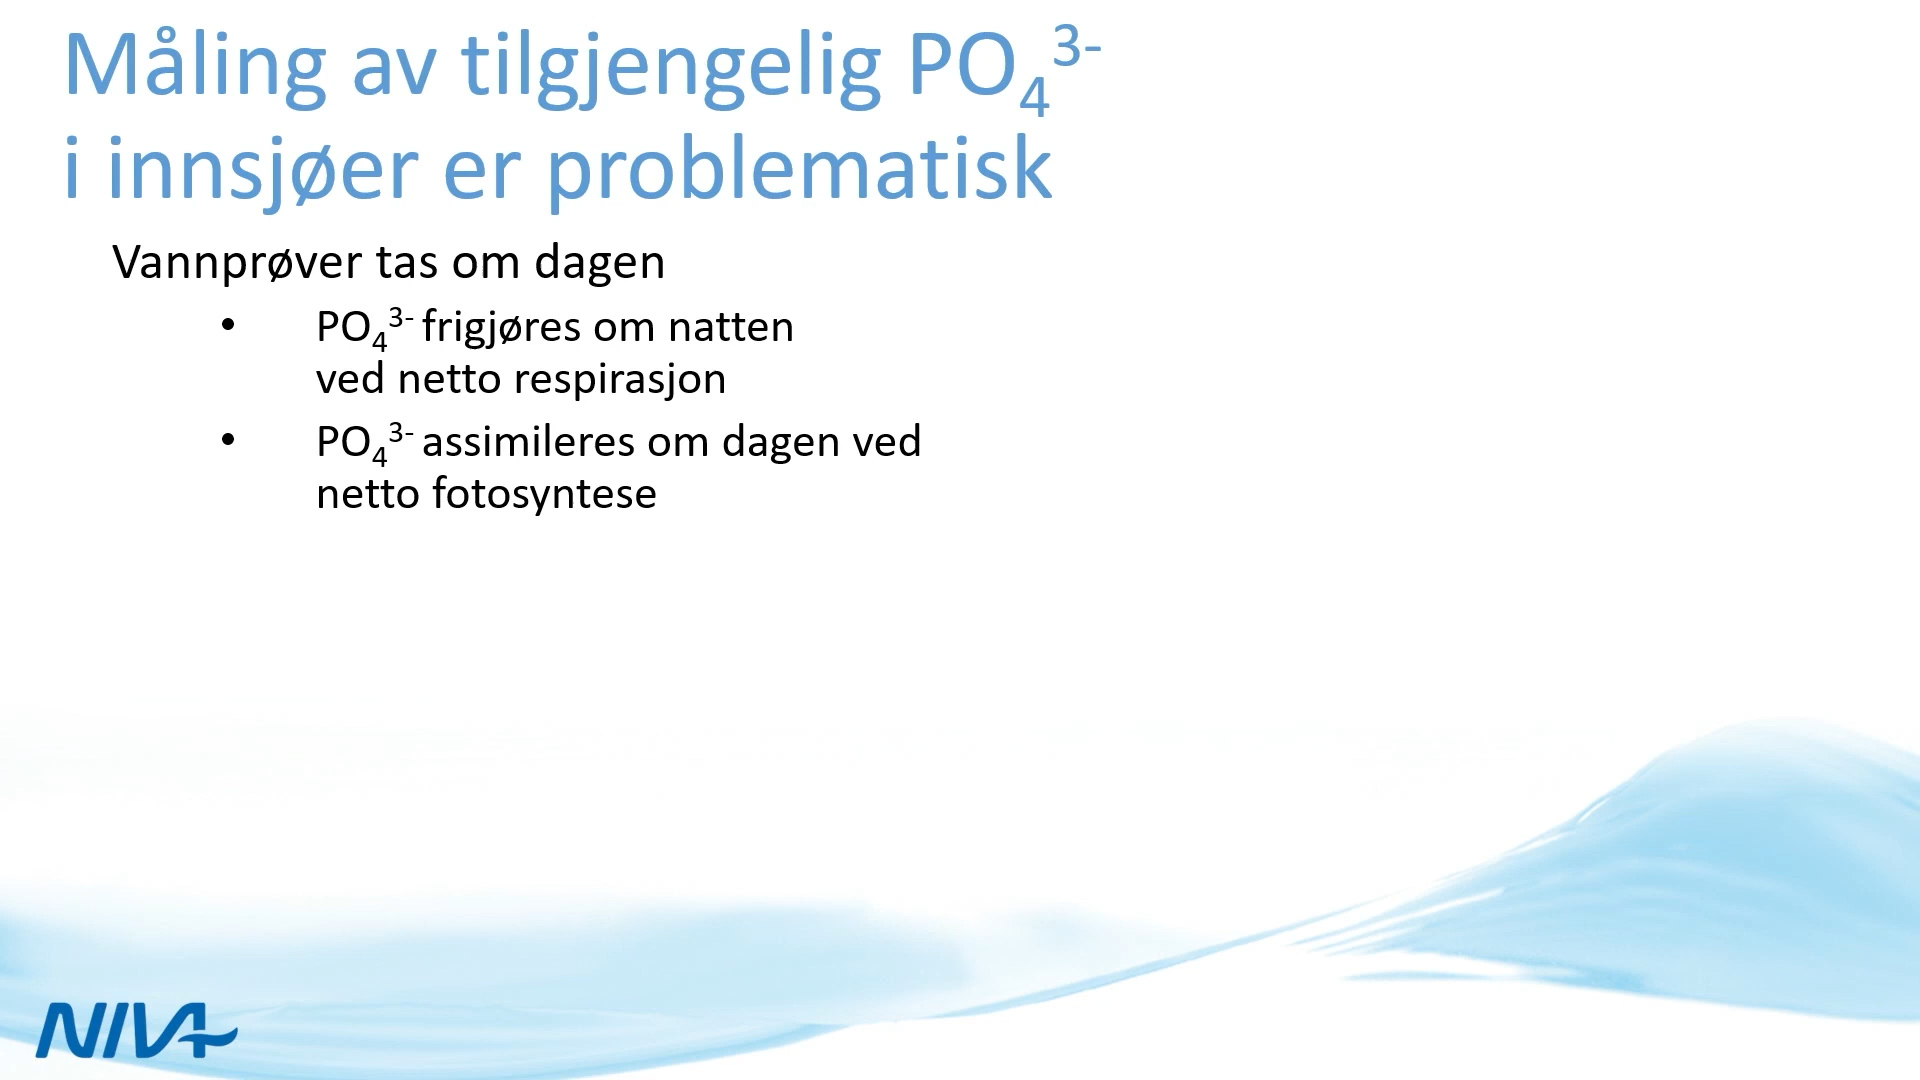 Måling av tilgjengelig PO₄³⁻
i innsjøer er problematisk
Vannprøver tas om dagen
• PO₄³⁻ frigjøres om natten
ved netto respirasjon
• PO₄³⁻ assimileres om dagen ved
netto fotosyntese
NIVA